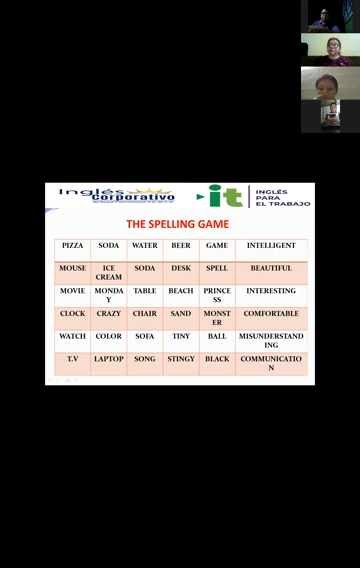 Inglés
Corporativo
it
INGLÉS
PARA
EL TRABAJO
THE SPELLING GAME
PIZZA SODA WATER BEER GAME INTELLIGENT
MOUSE ICE CREAM SODA DESK SPELL BEAUTIFUL
MOVIE MONDA Y TABLE BEACH PRINCE SS INTERESTING
CLOCK CRAZY CHAIR SAND MONST ER COMFORTABLE
WATCH COLOR SOFA TINY BALL MISUNDERSTAND ING
T.V LAPTOP SONG STINGY BLACK COMMUNICATIO N